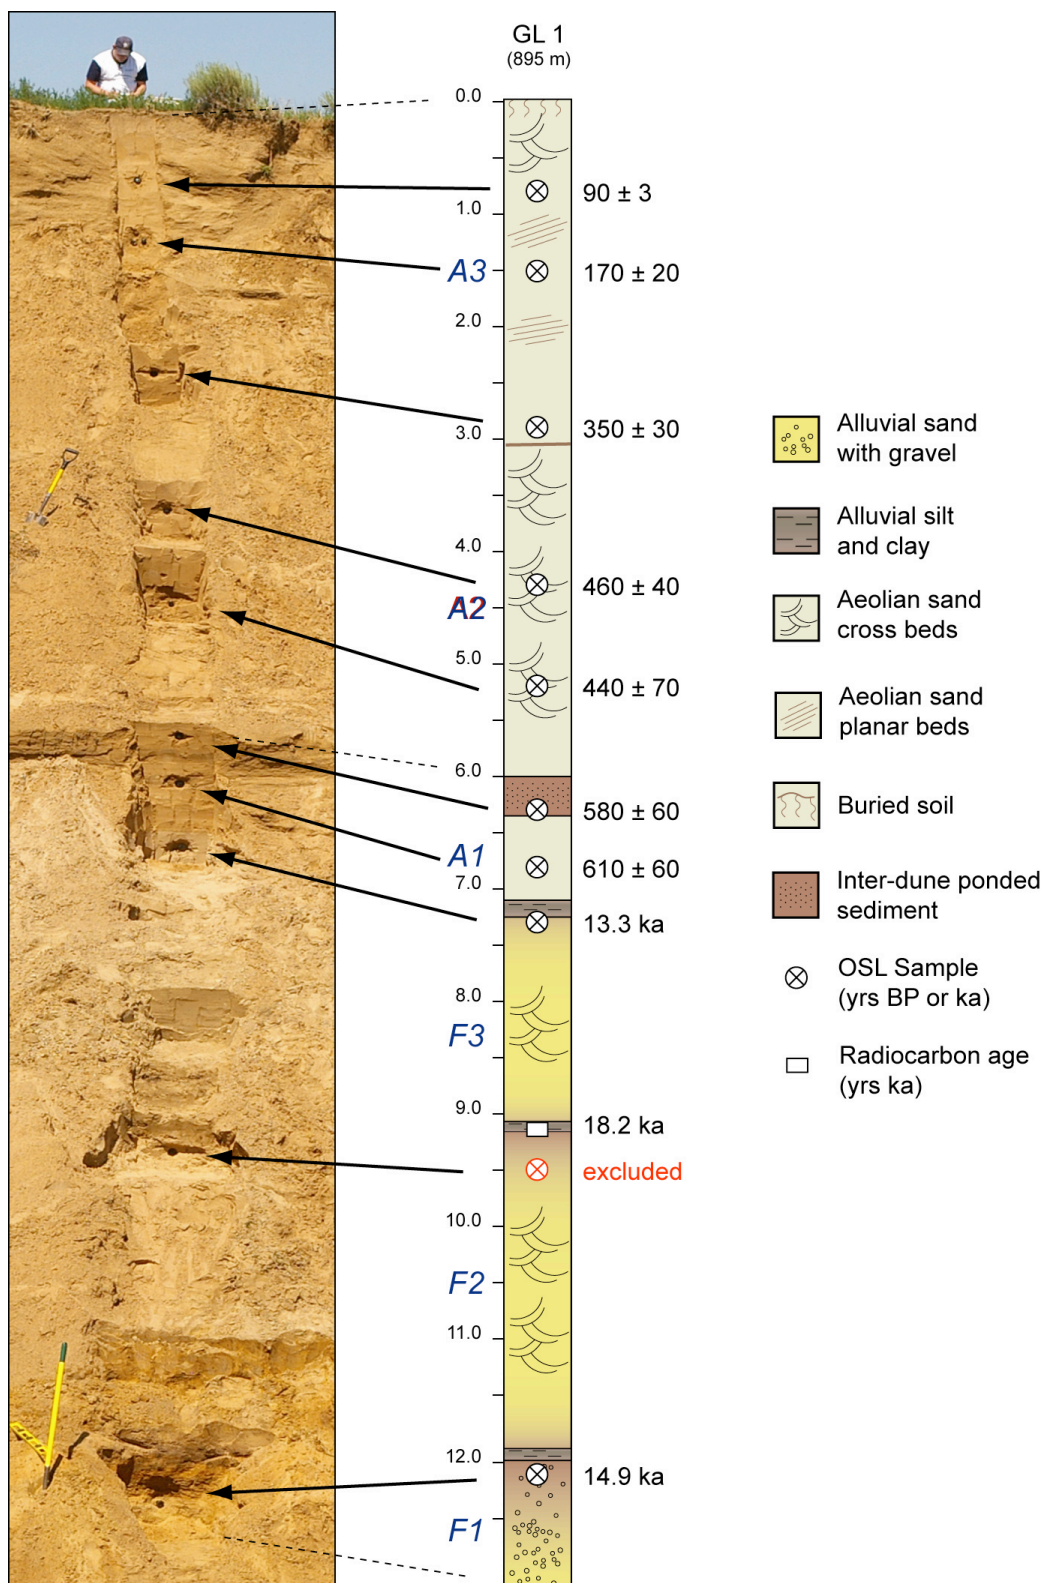 GL 1
(895 m)
0.0
90 ± 3
1.0
A3
170 ± 20
2.0
350 ± 30
3.0
4.0
460 ± 40
A2
5.0
440 ± 70
6.0
580 ± 60
A1
610 ± 60
7.0
13.3 ka
8.0
F3
9.0
18.2 ka
excluded
10.0
F2
11.0
12.0
14.9 ka
F1
Alluvial sand
with gravel
Alluvial silt
and clay
Aeolian sand
cross beds
Aeolian sand
planar beds
Buried soil
Inter-dune ponded
sediment
OSL Sample
(yrs BP or ka)
Radiocarbon age
(yrs ka)